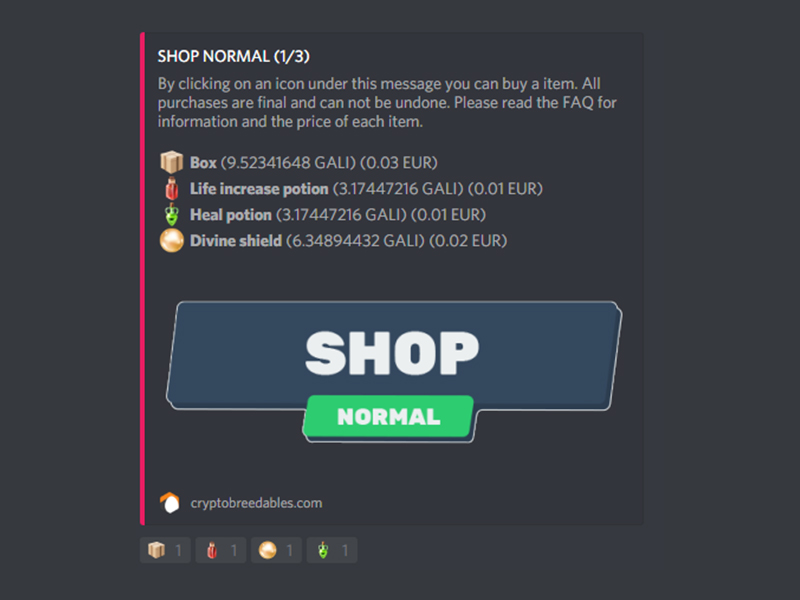 SHOP NORMAL (1/3)
By clicking on an icon under this message you can buy a item. All
purchases are final and can not be undone. Please read the FAQ for
information and the price of each item.
Box (9.52341648 GALI) (0.03 EUR)
Life increase potion (3.17447216 GALI) (0.01 EUR)
Heal potion (3.17447216 GALI) (0.01 EUR)
Divine shield (6.34894432 GALI) (0.02 EUR)
SHOP
NORMAL
cryptobreedables.com
1 1 1 1